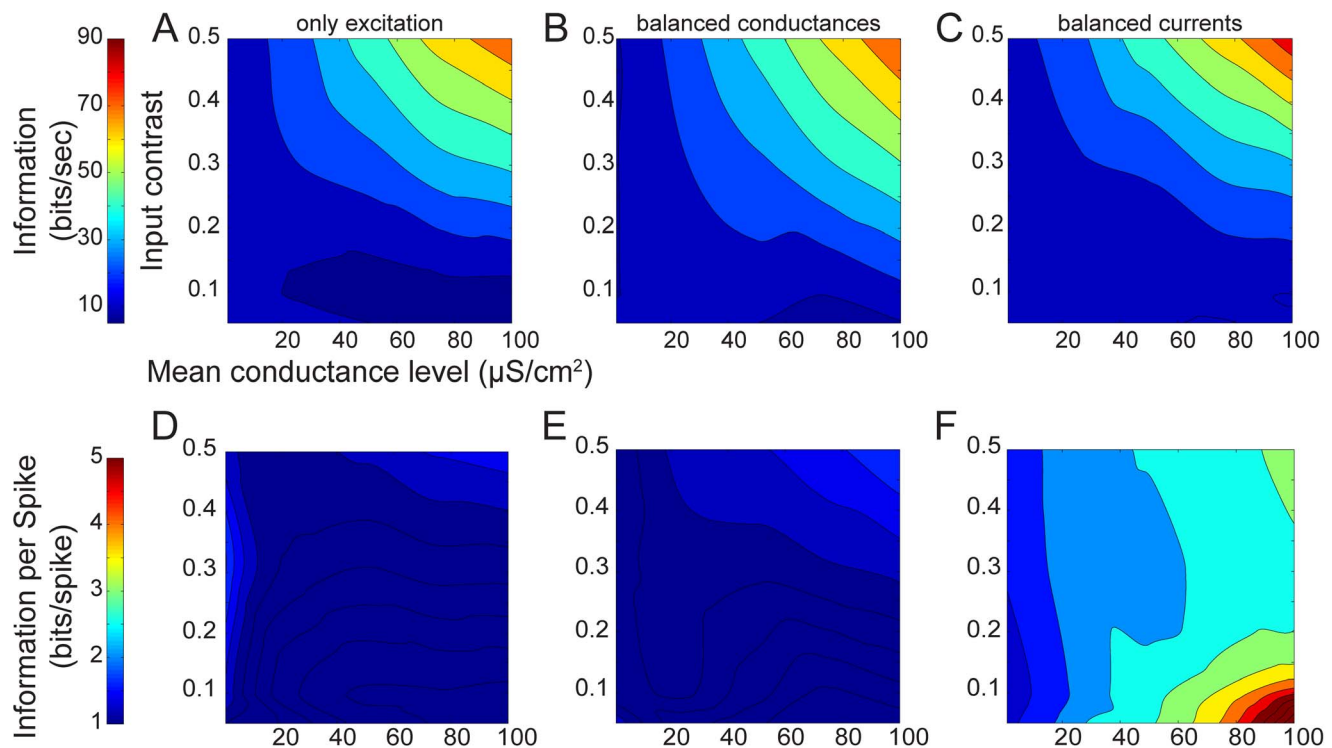 A only excitation
B balanced conductances
C balanced currents
Information
(bits/sec)
90
70
50
30
10
Input contrast
0.5
0.4
0.3
0.2
0.1
20 40 60 80 100
0.5
0.4
0.3
0.2
0.1
20 40 60 80 100
0.5
0.4
0.3
0.2
0.1
20 40 60 80 100
Mean conductance level (µS/cm²)
D
E
F
Information per Spike
(bits/spike)
5
4
3
2
1
0.5
0.4
0.3
0.2
0.1
20 40 60 80 100
0.5
0.4
0.3
0.2
0.1
20 40 60 80 100
0.5
0.4
0.3
0.2
0.1
20 40 60 80 100